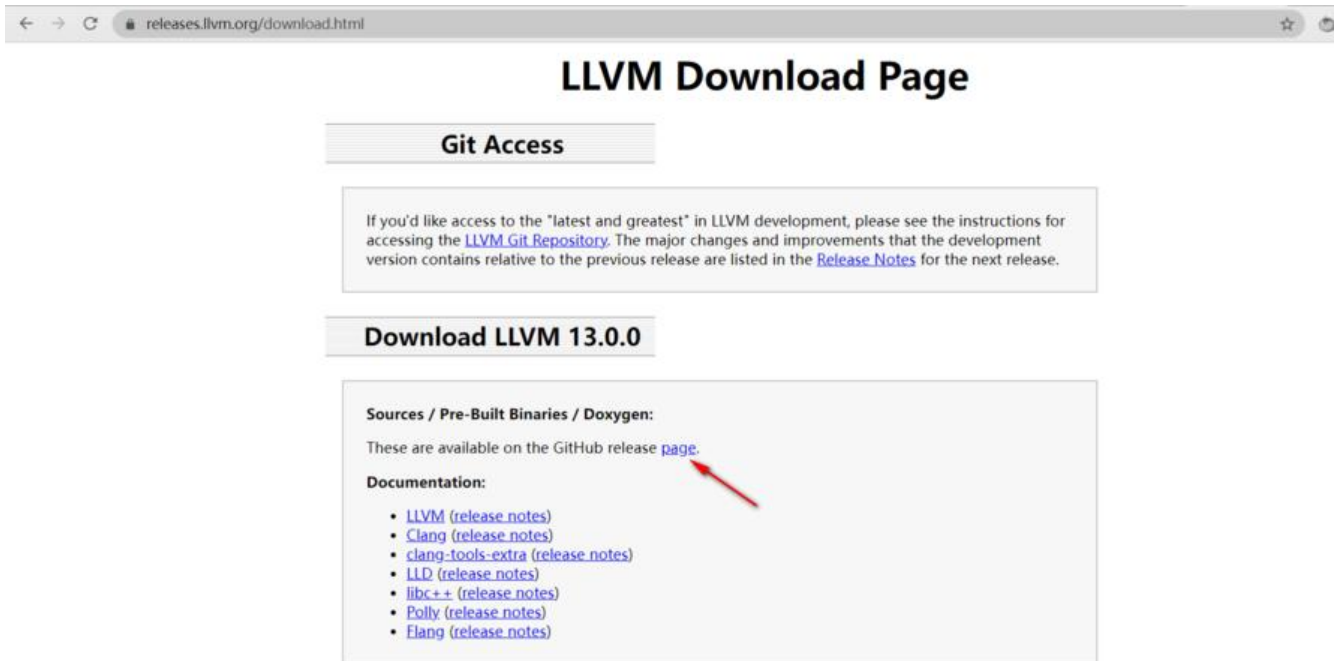 releases.llvm.org/download.html
LLVM Download Page
Git Access
If you'd like access to the "latest and greatest" in LLVM development, please see the instructions for
accessing the LLVM Git Repository. The major changes and improvements that the development
version contains relative to the previous release are listed in the Release Notes for the next release.
Download LLVM 13.0.0
Sources / Pre-Built Binaries / Doxygen:
These are available on the GitHub release page.
Documentation:
• LLVM (release notes)
• Clang (release notes)
• clang-tools-extra (release notes)
• LLD (release notes)
• libc++ (release notes)
• Polly (release notes)
• Flang (release notes)